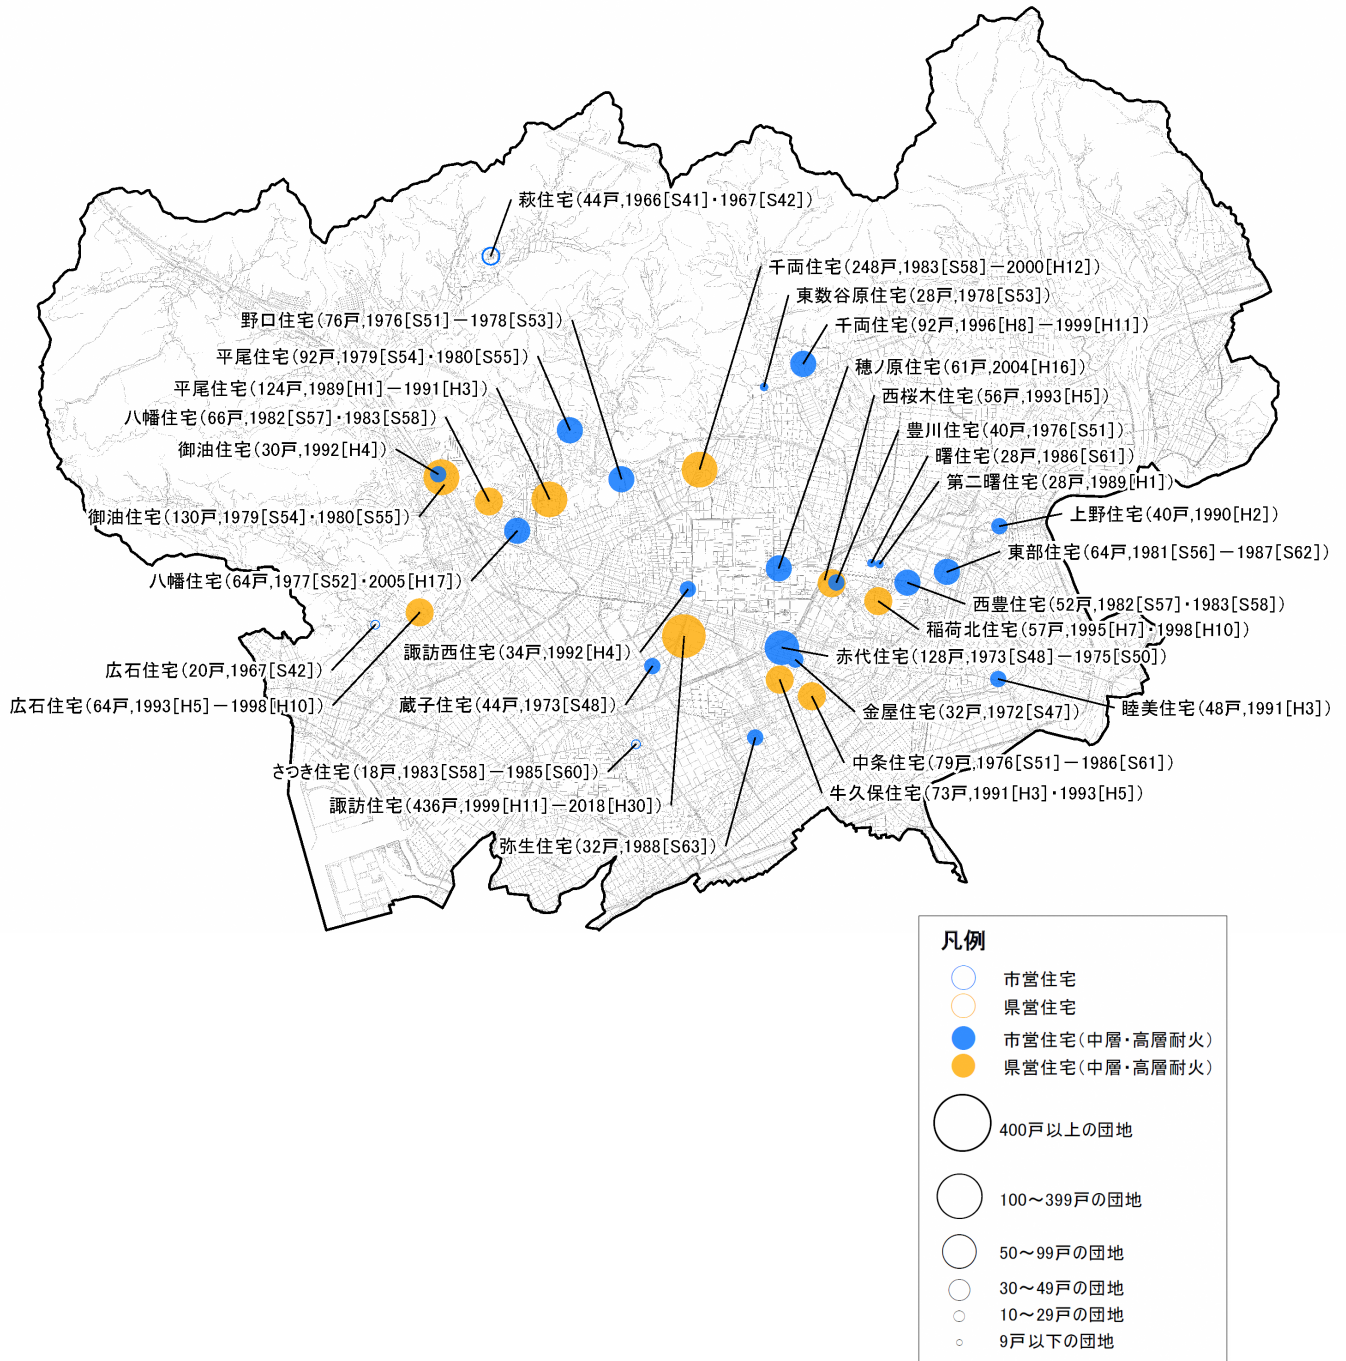 萩住宅(44戸,1966[S41]・1967[S42])
千両住宅(248戸,1983[S58]－2000[H12])
東数谷原住宅(28戸,1978[S53])
野口住宅(76戸,1976[S51]－1978[S53])
千両住宅(92戸,1996[H8]－1999[H11])
平尾住宅(92戸,1979[S54]・1980[S55])
穂ノ原住宅(61戸,2004[H16])
平尾住宅(124戸,1989[H1]－1991[H3])
西桜木住宅(56戸,1993[H5])
八幡住宅(66戸,1982[S57]・1983[S58])
豊川住宅(40戸,1976[S51])
御油住宅(30戸,1992[H4])
曙住宅(28戸,1986[S61])
第二曙住宅(28戸,1989[H1])
御油住宅(130戸,1979[S54]・1980[S55])
上野住宅(40戸,1990[H2])
東部住宅(64戸,1981[S56]－1987[S62])
八幡住宅(64戸,1977[S52]・2005[H17])
西豊住宅(52戸,1982[S57]・1983[S58])
稲荷北住宅(57戸,1995[H7]・1998[H10])
諏訪西住宅(34戸,1992[H4])
赤代住宅(128戸,1973[S48]－1975[S50])
広石住宅(20戸,1967[S42])
広石住宅(64戸,1993[H5]－1998[H10])
蔵子住宅(44戸,1973[S48])
金屋住宅(32戸,1972[S47])
睦美住宅(48戸,1991[H3])
中条住宅(79戸,1976[S51]－1986[S61])
さつき住宅(18戸,1983[S58]－1985[S60])
牛久保住宅(73戸,1991[H3]・1993[H5])
諏訪住宅(436戸,1999[H11]－2018[H30])
弥生住宅(32戸,1988[S63])
凡例
市営住宅
県営住宅
市営住宅(中層・高層耐火)
県営住宅(中層・高層耐火)
400戸以上の団地
100～399戸の団地
50～99戸の団地
30～49戸の団地
10～29戸の団地
9戸以下の団地